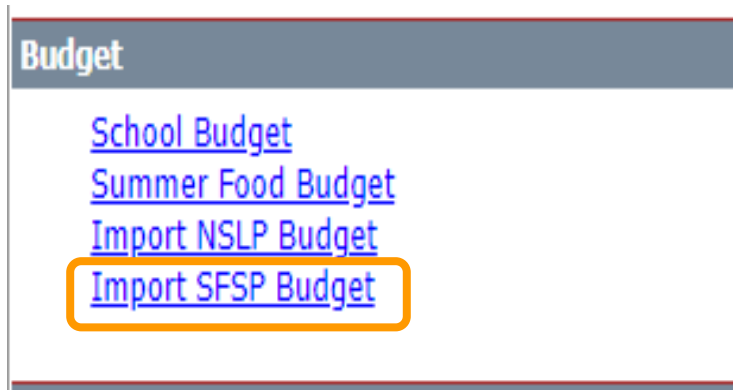 Budget
School Budget
Summer Food Budget
Import NSLP Budget
Import SFSP Budget